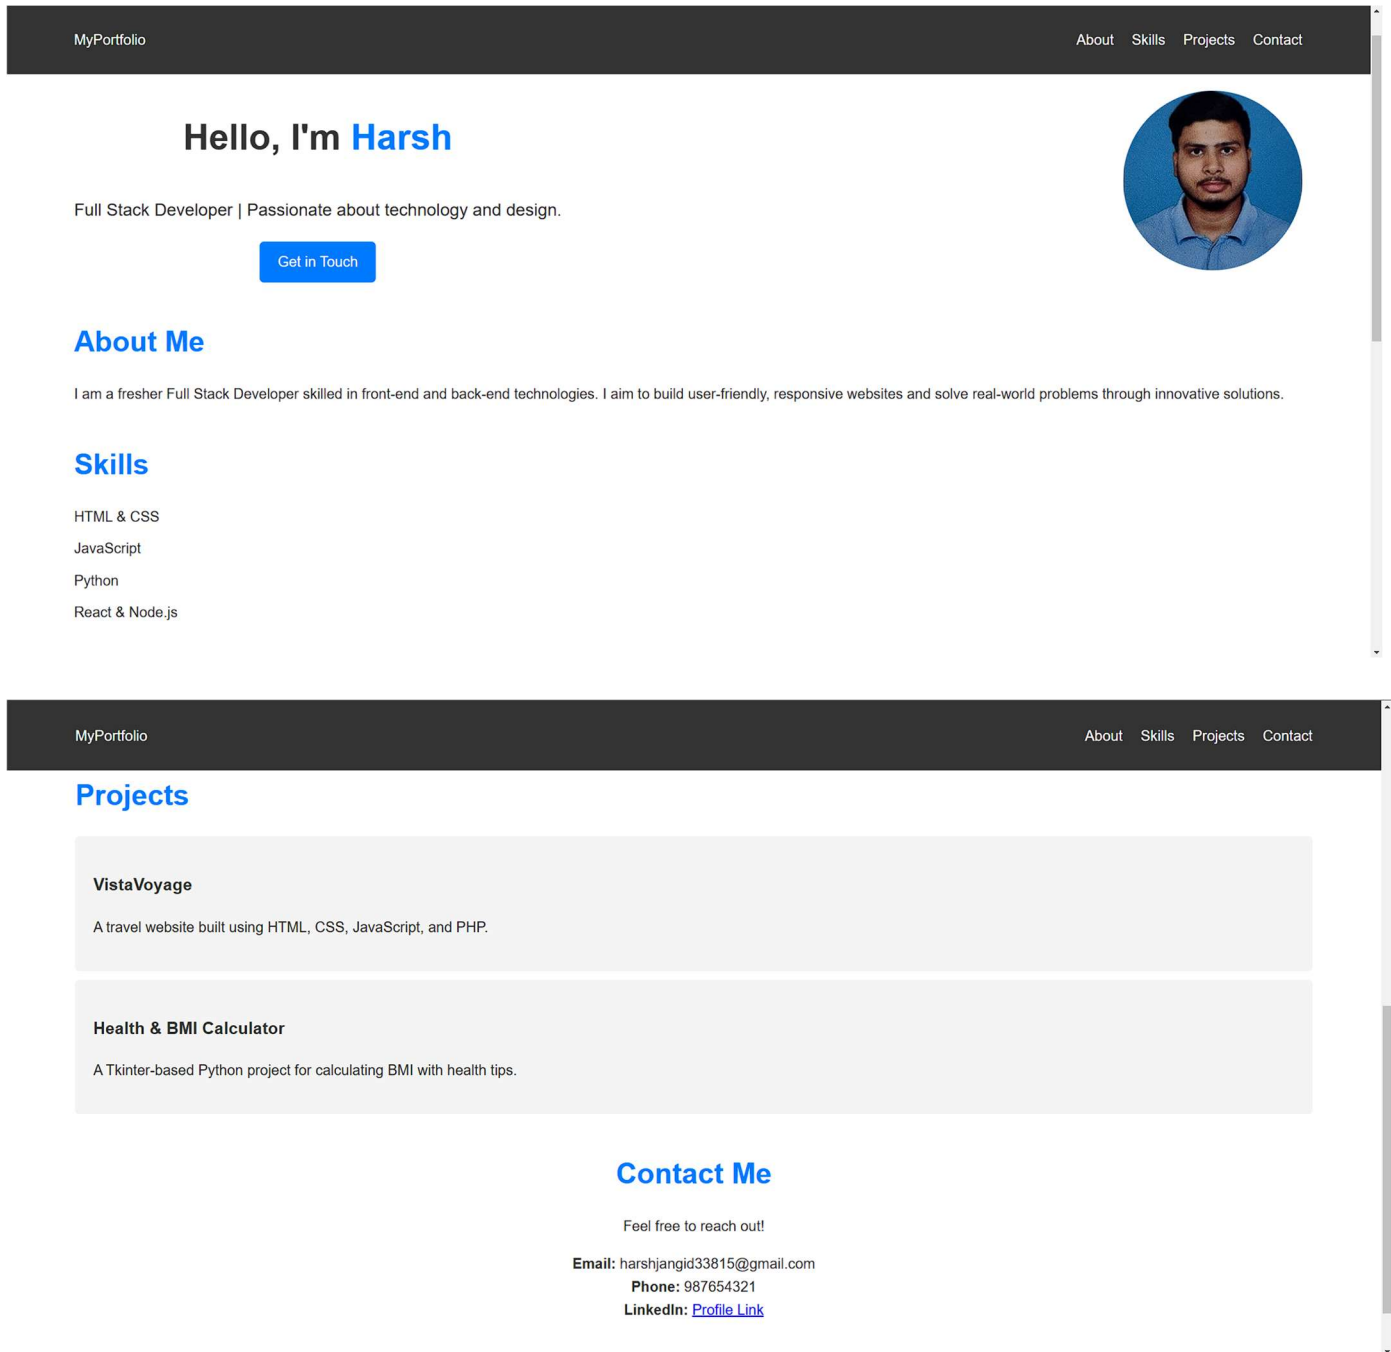 MyPortfolio
About Skills Projects Contact
Hello, I'm Harsh
Full Stack Developer | Passionate about technology and design.
Get in Touch
About Me
I am a fresher Full Stack Developer skilled in front-end and back-end technologies. I aim to build user-friendly, responsive websites and solve real-world problems through innovative solutions.
Skills
HTML & CSS
JavaScript
Python
React & Node.js
MyPortfolio
About Skills Projects Contact
Projects
VistaVoyage
A travel website built using HTML, CSS, JavaScript, and PHP.
Health & BMI Calculator
A Tkinter-based Python project for calculating BMI with health tips.
Contact Me
Feel free to reach out!
Email: harshjangid33815@gmail.com
Phone: 987654321
LinkedIn: Profile Link